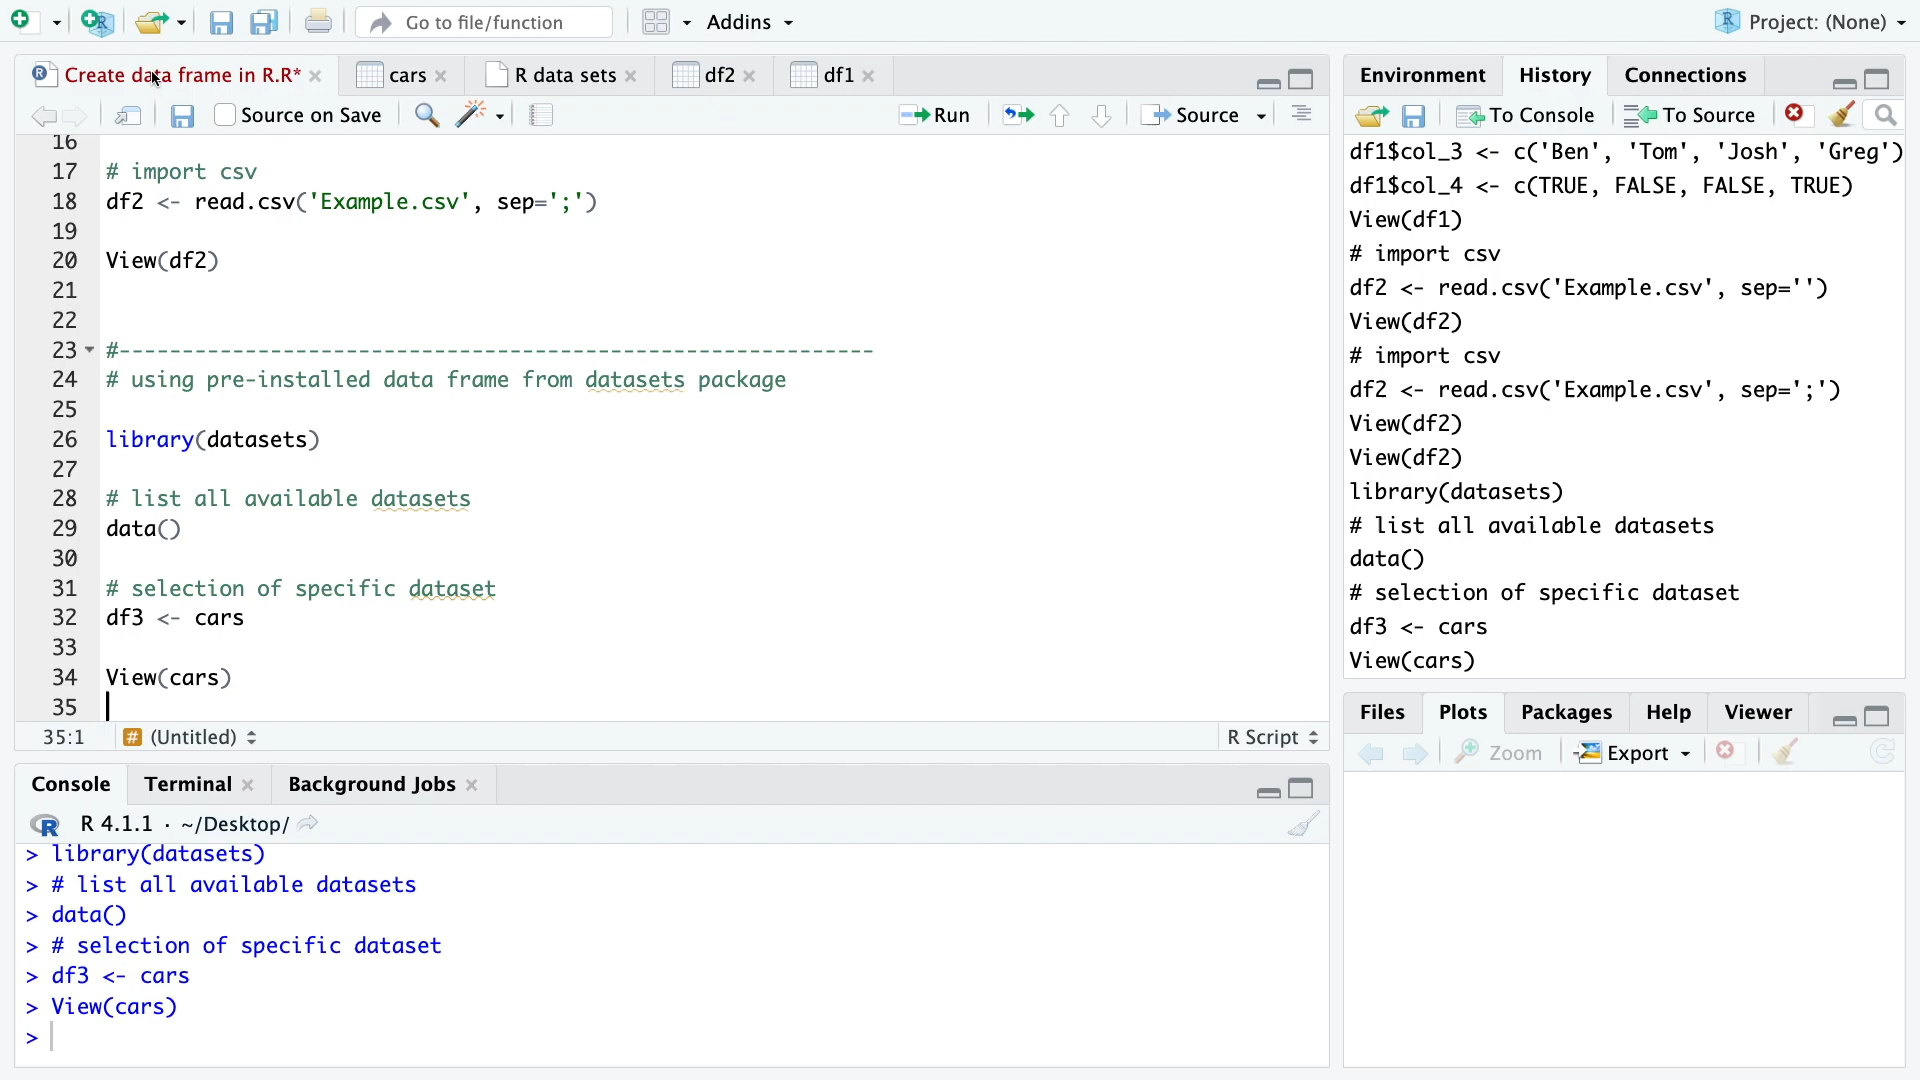 Go to file/function
Addins
Project: (None)
Create data frame in R.R*
cars
R data sets
df2
df1
Source on Save
Run
Source
16
17 # import csv
18 df2 <- read.csv('Example.csv', sep=';')
19
20 View(df2)
21
22
23 #------------------------------------------------------------
24 # using pre-installed data frame from datasets package
25
26 library(datasets)
27
28 # list all available datasets
29 data()
30
31 # selection of specific dataset
32 df3 <- cars
33
34 View(cars)
35
35:1 # (Untitled) R Script
Console Terminal Background Jobs
R 4.1.1 · ~/Desktop/
> library(datasets)
> # list all available datasets
> data()
> # selection of specific dataset
> df3 <- cars
> View(cars)
>
Environment History Connections
To Console To Source
df1$col_3 <- c('Ben', 'Tom', 'Josh', 'Greg')
df1$col_4 <- c(TRUE, FALSE, FALSE, TRUE)
View(df1)
# import csv
df2 <- read.csv('Example.csv', sep='')
View(df2)
# import csv
df2 <- read.csv('Example.csv', sep=';')
View(df2)
View(df2)
library(datasets)
# list all available datasets
data()
# selection of specific dataset
df3 <- cars
View(cars)
Files Plots Packages Help Viewer
Zoom Export